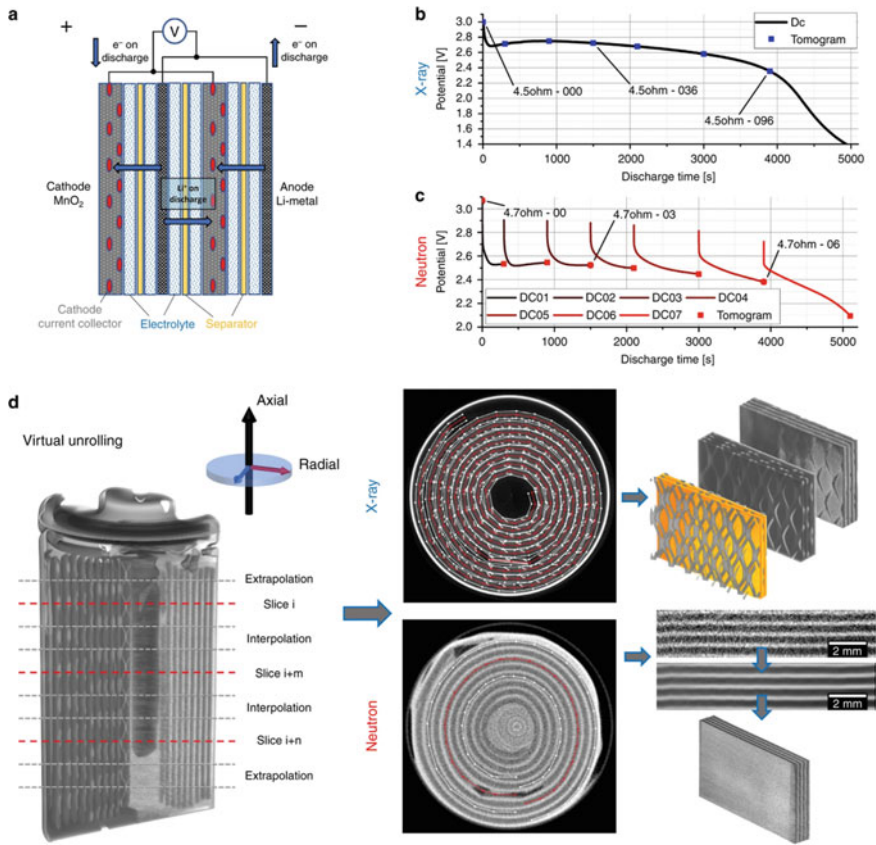 a
+
−
V
e⁻ on
discharge
e⁻ on
discharge
Cathode
MnO₂
Li⁺ on
discharge
Anode
Li-metal
Cathode
current collector
Electrolyte
Separator
b
X-ray
Potential [V]
3.0
2.8
2.6
2.4
2.2
2.0
1.8
1.6
1.4
Dc
Tomogram
4.5ohm - 000
4.5ohm - 036
4.5ohm - 096
0 1000 2000 3000 4000 5000
Discharge time [s]
c
Neutron
Potential [V]
3.0
2.8
2.6
2.4
2.2
2.0
4.7ohm - 00
4.7ohm - 03
4.7ohm - 06
DC01 DC02 DC03 DC04
DC05 DC06 DC07 Tomogram
0 1000 2000 3000 4000 5000
Discharge time [s]
d
Virtual unrolling
Axial
Radial
Extrapolation
Slice i
Interpolation
Slice i+m
Interpolation
Slice i+n
Extrapolation
X-ray
Neutron
2 mm
2 mm